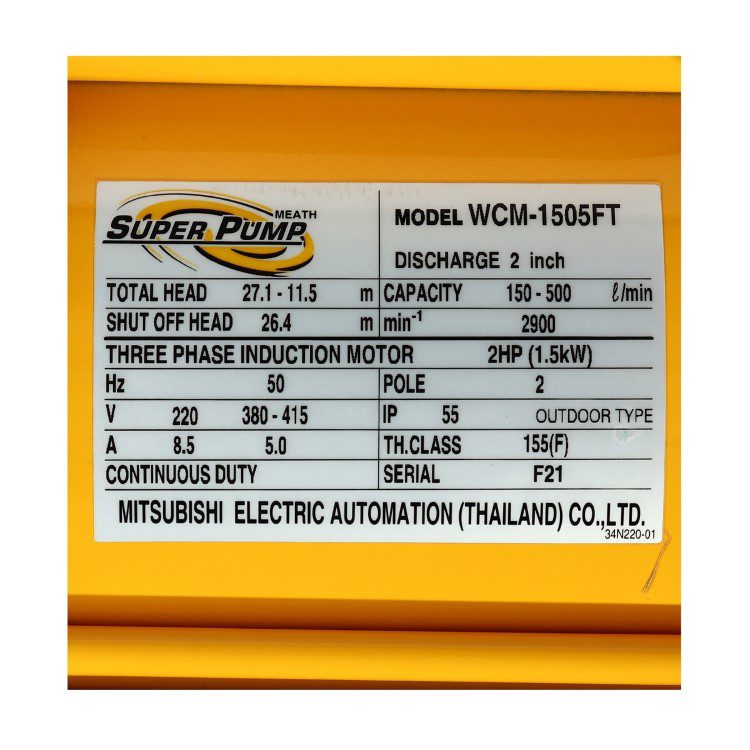 MEATH
SUPER PUMP
MODEL WCM-1505FT
DISCHARGE 2 inch
TOTAL HEAD 27.1 - 11.5 m CAPACITY 150 - 500 ℓ/min
SHUT OFF HEAD 26.4 m min⁻¹ 2900
THREE PHASE INDUCTION MOTOR 2HP (1.5kW)
Hz 50 POLE 2
V 220 380 - 415 IP 55 OUTDOOR TYPE
A 8.5 5.0 TH.CLASS 155(F)
CONTINUOUS DUTY SERIAL F21
MITSUBISHI ELECTRIC AUTOMATION (THAILAND) CO.,LTD.
34N220-01